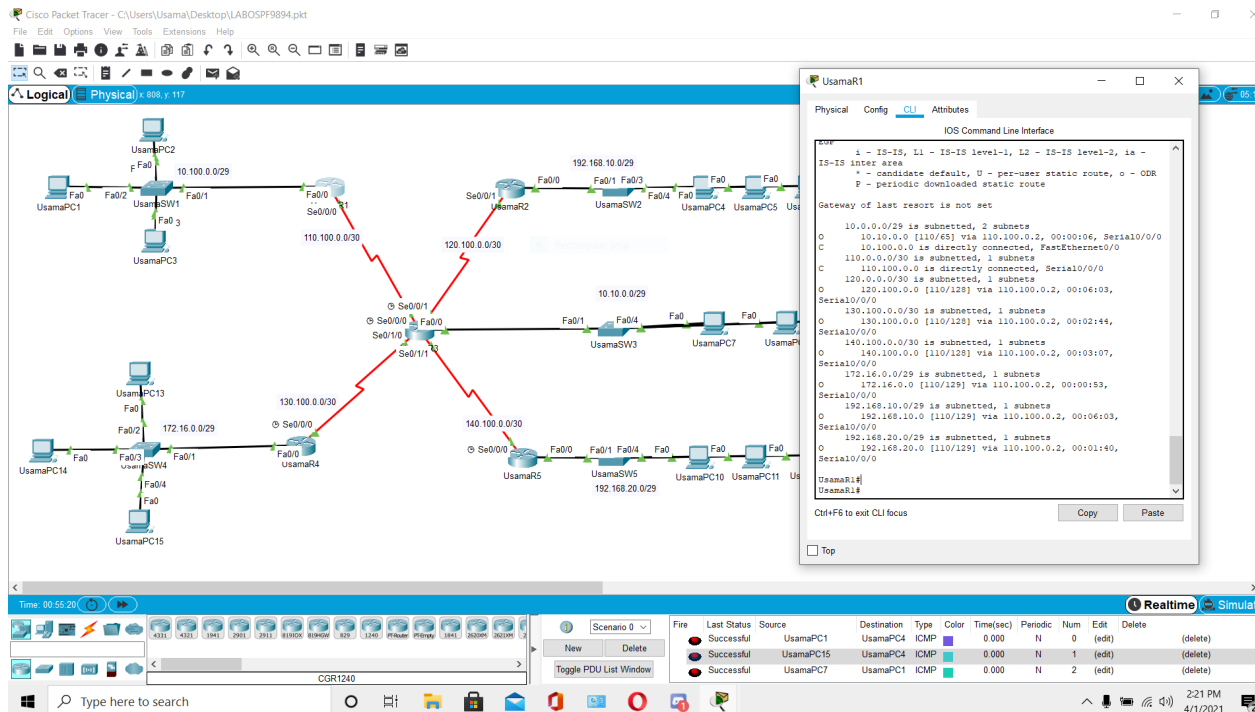 Cisco Packet Tracer - C:\Users\Usama\Desktop\LABOSPF9894.pkt
File Edit Options View Tools Extensions Help
Logical Physical x: 808, y: 117
UsamaPC2
Fa0
10.100.0.0/29
Fa0 Fa0/2 Fa0/1 Fa0/0
UsamaPC1 UsamaSW1
Se0/0/0
Fa0
UsamaPC3
110.100.0.0/30
192.168.10.0/29
Fa0/0 Fa0/1 Fa0/3 Fa0 Fa0
Se0/0/1 Fa0/4
UsamaR2 UsamaSW2 UsamaPC4 UsamaPC5
120.100.0.0/30
Se0/0/1
Se0/0/0 Fa0/0
Se0/1/0
Se0/1/1
10.10.0.0/29
Fa0/1 Fa0/4 Fa0 Fa0
UsamaSW3 UsamaPC7
UsamaPC13
Fa0
Fa0/2 172.16.0.0/29
130.100.0.0/30
Se0/0/0
Fa0 Fa0/3 Fa0/1 Fa0/0
UsamaPC14 UsamaSW4 UsamaR4
Fa0/4
Fa0
UsamaPC15
140.100.0.0/30
Se0/0/0 Fa0/0 Fa0/1 Fa0/4 Fa0 Fa0
UsamaR5 UsamaSW5 UsamaPC10 UsamaPC11
192.168.20.0/29
UsamaR1
Physical Config CLI Attributes
IOS Command Line Interface
i - IS-IS, L1 - IS-IS level-1, L2 - IS-IS level-2, ia -
IS-IS inter area
* - candidate default, U - per-user static route, o - ODR
P - periodic downloaded static route
Gateway of last resort is not set
10.0.0.0/29 is subnetted, 2 subnets
O 10.10.0.0 [110/65] via 110.100.0.2, 00:00:06, Serial0/0/0
C 10.100.0.0 is directly connected, FastEthernet0/0
110.0.0.0/30 is subnetted, 1 subnets
C 110.100.0.0 is directly connected, Serial0/0/0
120.0.0.0/30 is subnetted, 1 subnets
O 120.100.0.0 [110/128] via 110.100.0.2, 00:06:03,
Serial0/0/0
130.100.0.0/30 is subnetted, 1 subnets
O 130.100.0.0 [110/128] via 110.100.0.2, 00:02:44,
Serial0/0/0
140.100.0.0/30 is subnetted, 1 subnets
O 140.100.0.0 [110/128] via 110.100.0.2, 00:03:07,
Serial0/0/0
172.16.0.0/29 is subnetted, 1 subnets
O 172.16.0.0 [110/129] via 110.100.0.2, 00:00:53,
Serial0/0/0
192.168.10.0/29 is subnetted, 1 subnets
O 192.168.10.0 [110/129] via 110.100.0.2, 00:06:03,
Serial0/0/0
192.168.20.0/29 is subnetted, 1 subnets
O 192.168.20.0 [110/129] via 110.100.0.2, 00:01:40,
Serial0/0/0
UsamaR1#
UsamaR1#
Ctrl+F6 to exit CLI focus Copy Paste
Top
Time: 00:55:20 Realtime
4331 4321 1941 2901 2911 819IOX 819HGW 829 1240 PT-Router PT-Empty 1841 2620XM 2621XM
CGR1240
Scenario 0
New Delete
Toggle PDU List Window
Fire Last Status Source Destination Type Color Time(sec) Periodic Num Edit Delete
Successful UsamaPC1 UsamaPC4 ICMP 0.000 N 0 (edit) (delete)
Successful UsamaPC15 UsamaPC4 ICMP 0.000 N 1 (edit) (delete)
Successful UsamaPC7 UsamaPC1 ICMP 0.000 N 2 (edit) (delete)
Type here to search
2:21 PM
4/1/2021